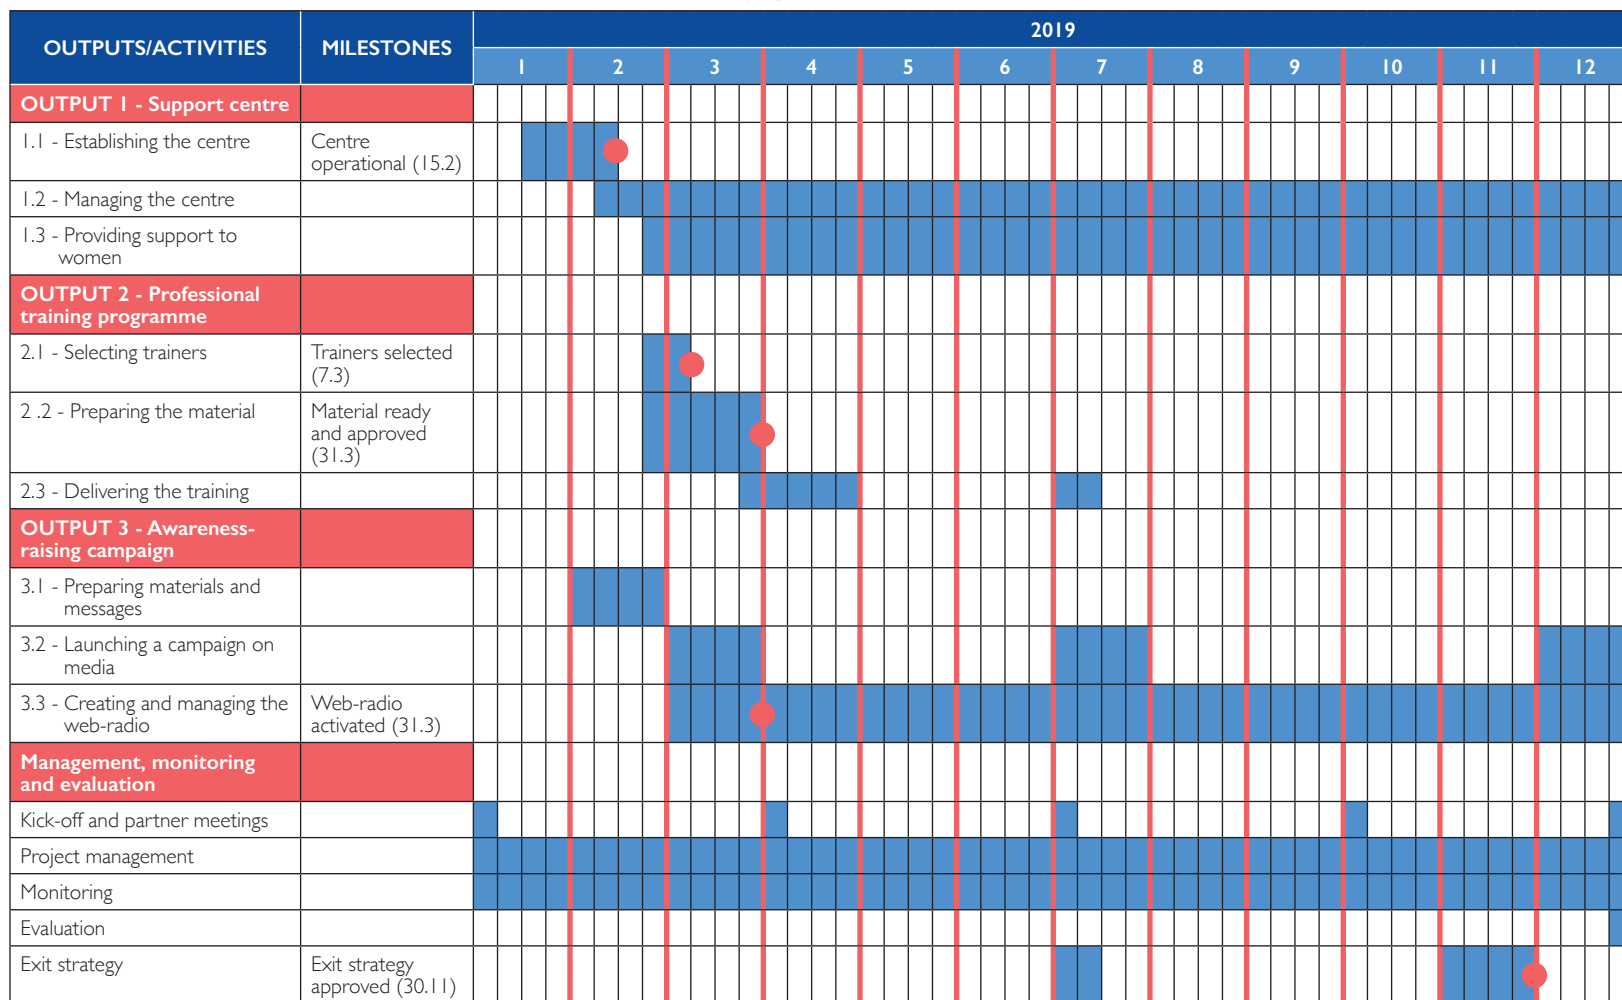 OUTPUTS/ACTIVITIES
MILESTONES
2019
1 2 3 4 5 6 7 8 9 10 11 12
OUTPUT 1 - Support centre
1.1 - Establishing the centre
Centre
operational (15.2)
1.2 - Managing the centre
1.3 - Providing support to
women
OUTPUT 2 - Professional
training programme
2.1 - Selecting trainers
Trainers selected
(7.3)
2 .2 - Preparing the material
Material ready
and approved
(31.3)
2.3 - Delivering the training
OUTPUT 3 - Awareness-
raising campaign
3.1 - Preparing materials and
messages
3.2 - Launching a campaign on
media
3.3 - Creating and managing the
web-radio
Web-radio
activated (31.3)
Management, monitoring
and evaluation
Kick-off and partner meetings
Project management
Monitoring
Evaluation
Exit strategy
Exit strategy
approved (30.11)